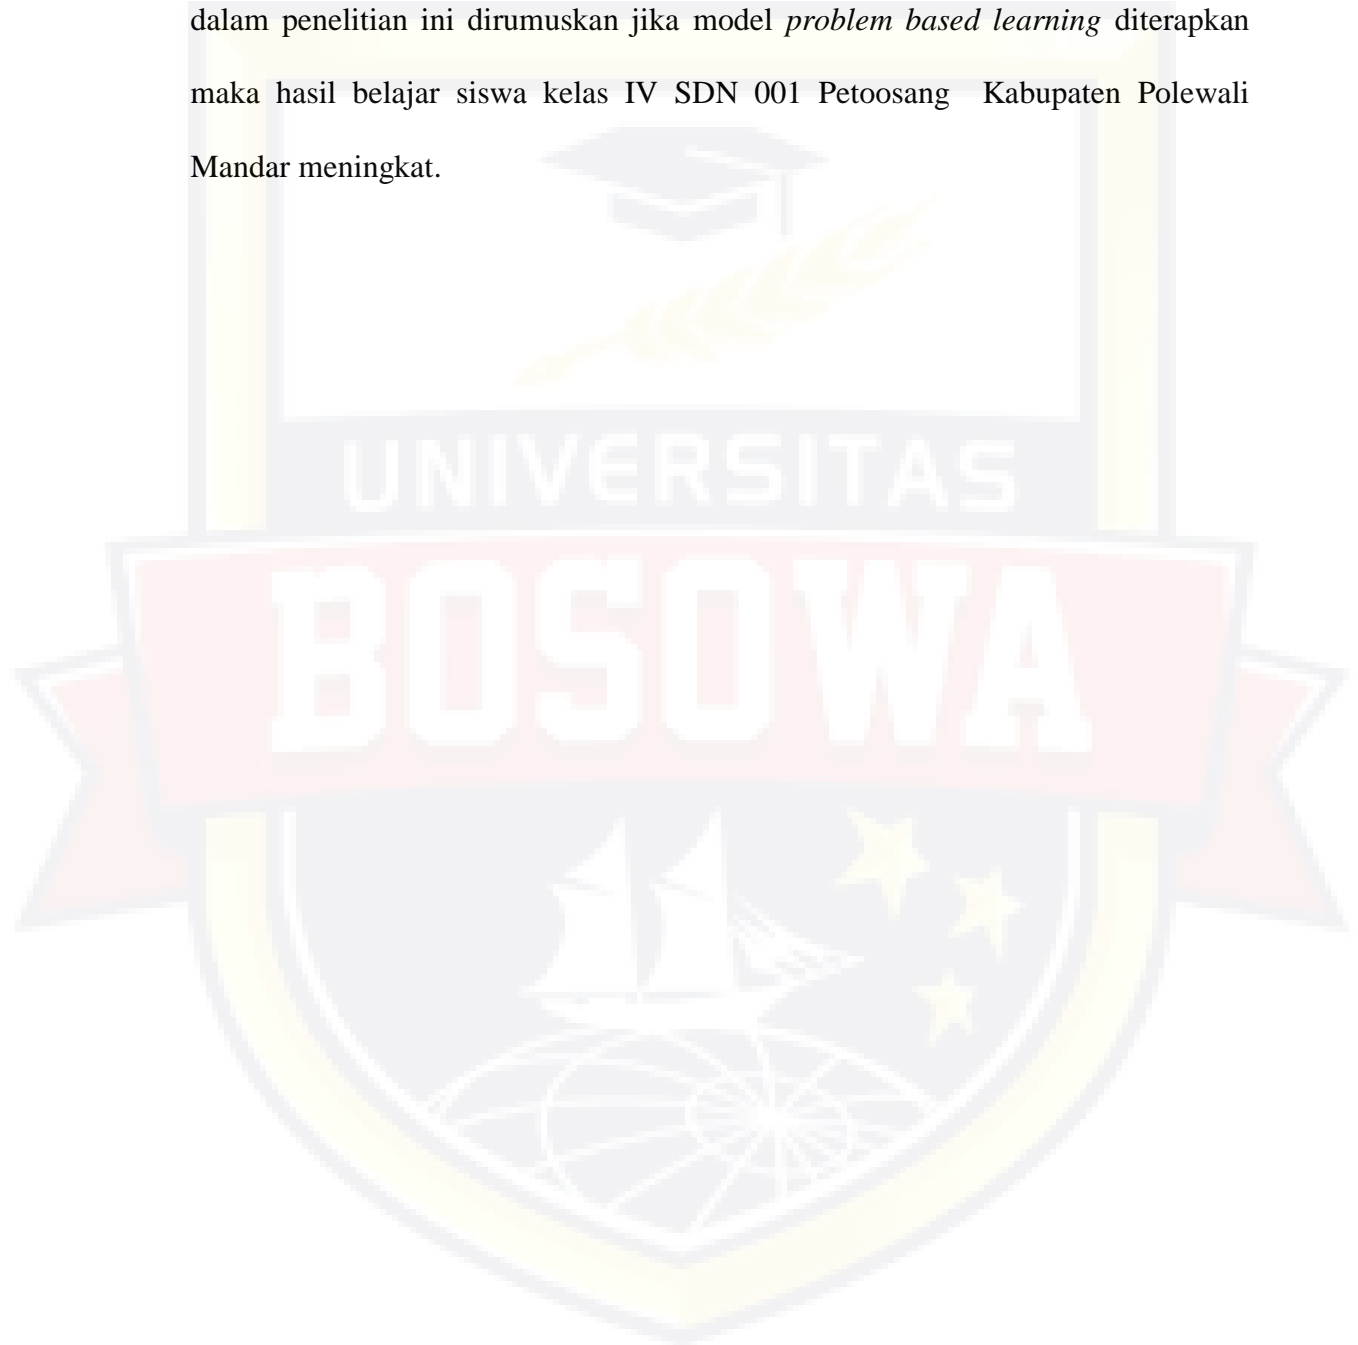 dalam penelitian ini dirumuskan jika model problem based learning diterapkan
maka hasil belajar siswa kelas IV SDN 001 Petoosang Kabupaten Polewali
Mandar meningkat.
UNIVERSITAS
BOSOWA